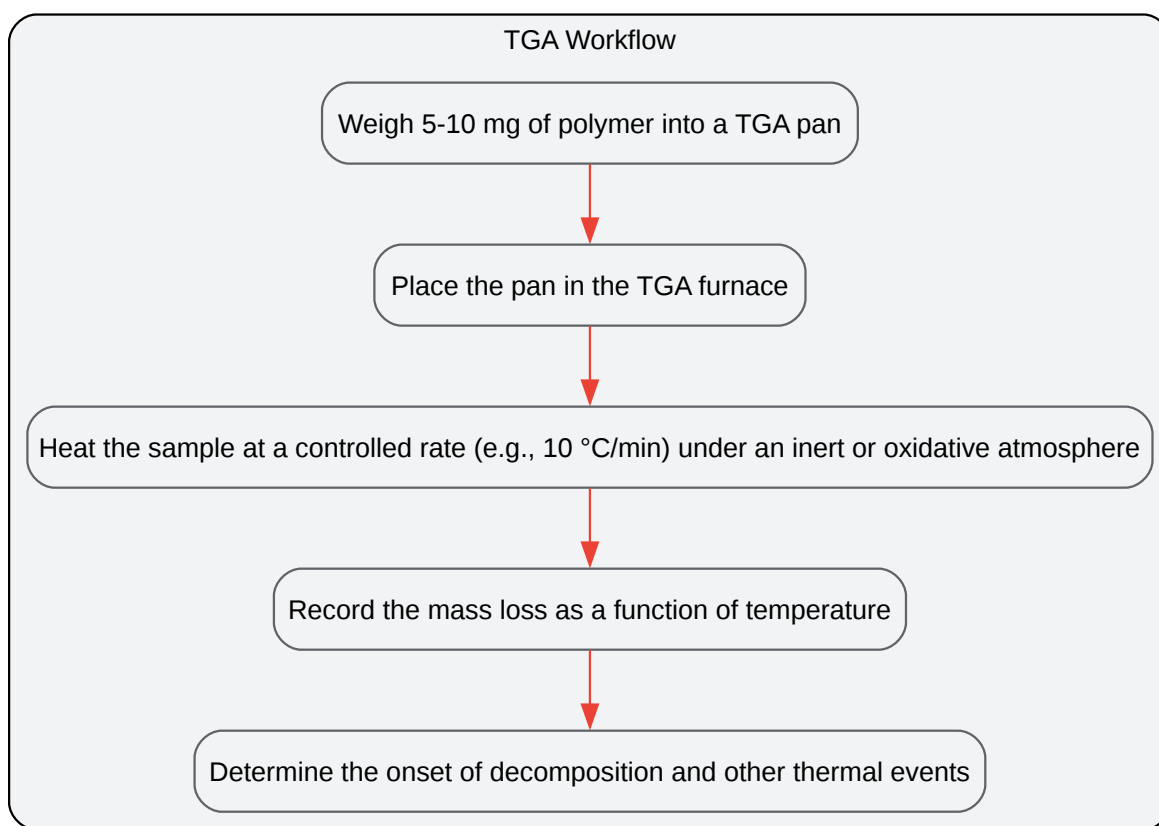 TGA Workflow
Weigh 5-10 mg of polymer into a TGA pan
Place the pan in the TGA furnace
Heat the sample at a controlled rate (e.g., 10 °C/min) under an inert or oxidative atmosphere
Record the mass loss as a function of temperature
Determine the onset of decomposition and other thermal events